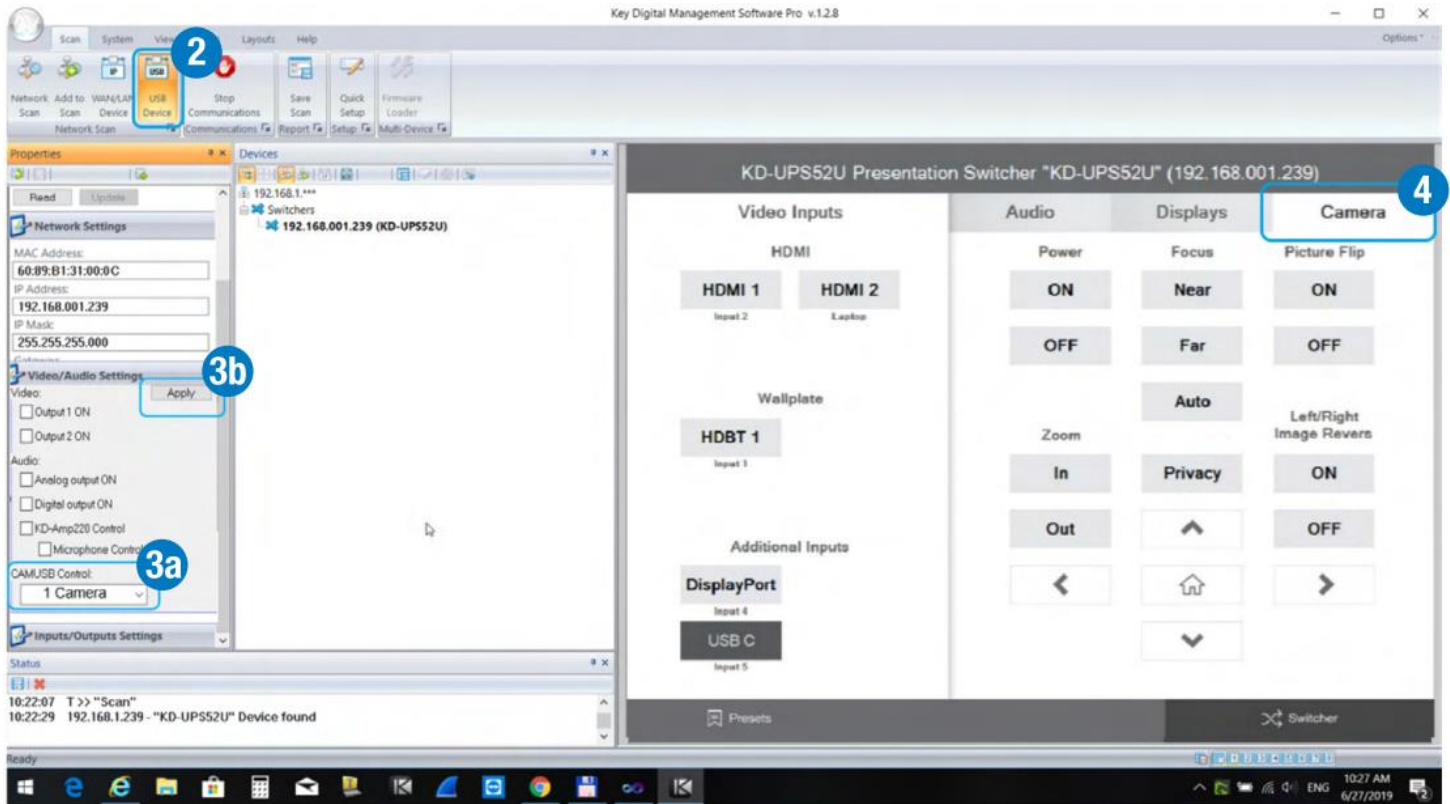 Key Digital Management Software Pro v.1.2.8
Scan System View Layouts Help
Options
2
Network Scan
Add to Scan
WAN/LAN Device
USB Device
Stop Communications
Save Scan
Quick Setup
Firmware Loader
Network Scan
Communications
Report
Setup
Multi-Device
Properties
Read Update
Network Settings
MAC Address:
60:89:B1:31:00:0C
IP Address:
192.168.001.239
IP Mask:
255.255.255.000
Gateway
Video/Audio Settings
3b
Video:
Apply
Output1 ON
Output2 ON
Audio:
Analog output ON
Digital output ON
KD-Amp220 Control
Microphone Control
3a
CAMUSB Control:
1 Camera
Inputs/Outputs Settings
Devices
192.168.1.***
Switchers
192.168.001.239 (KD-UPS52U)
Status
10:22:07 T >> "Scan"
10:22:29 192.168.1.239 - "KD-UPS52U" Device found
Ready
KD-UPS52U Presentation Switcher "KD-UPS52U" (192.168.001.239)
4
Video Inputs
HDMI
HDMI 1 HDMI 2
Input 2 Laptop
Wallplate
HDBT 1
Input 1
Additional Inputs
DisplayPort
Input 4
USB C
Input 5
Audio Displays Camera
Power Focus Picture Flip
ON Near ON
OFF Far OFF
Auto
Zoom
Left/Right
Image Revers
In Privacy ON
Out OFF
Presets
Switcher
ENG
10:27 AM
6/27/2019
2